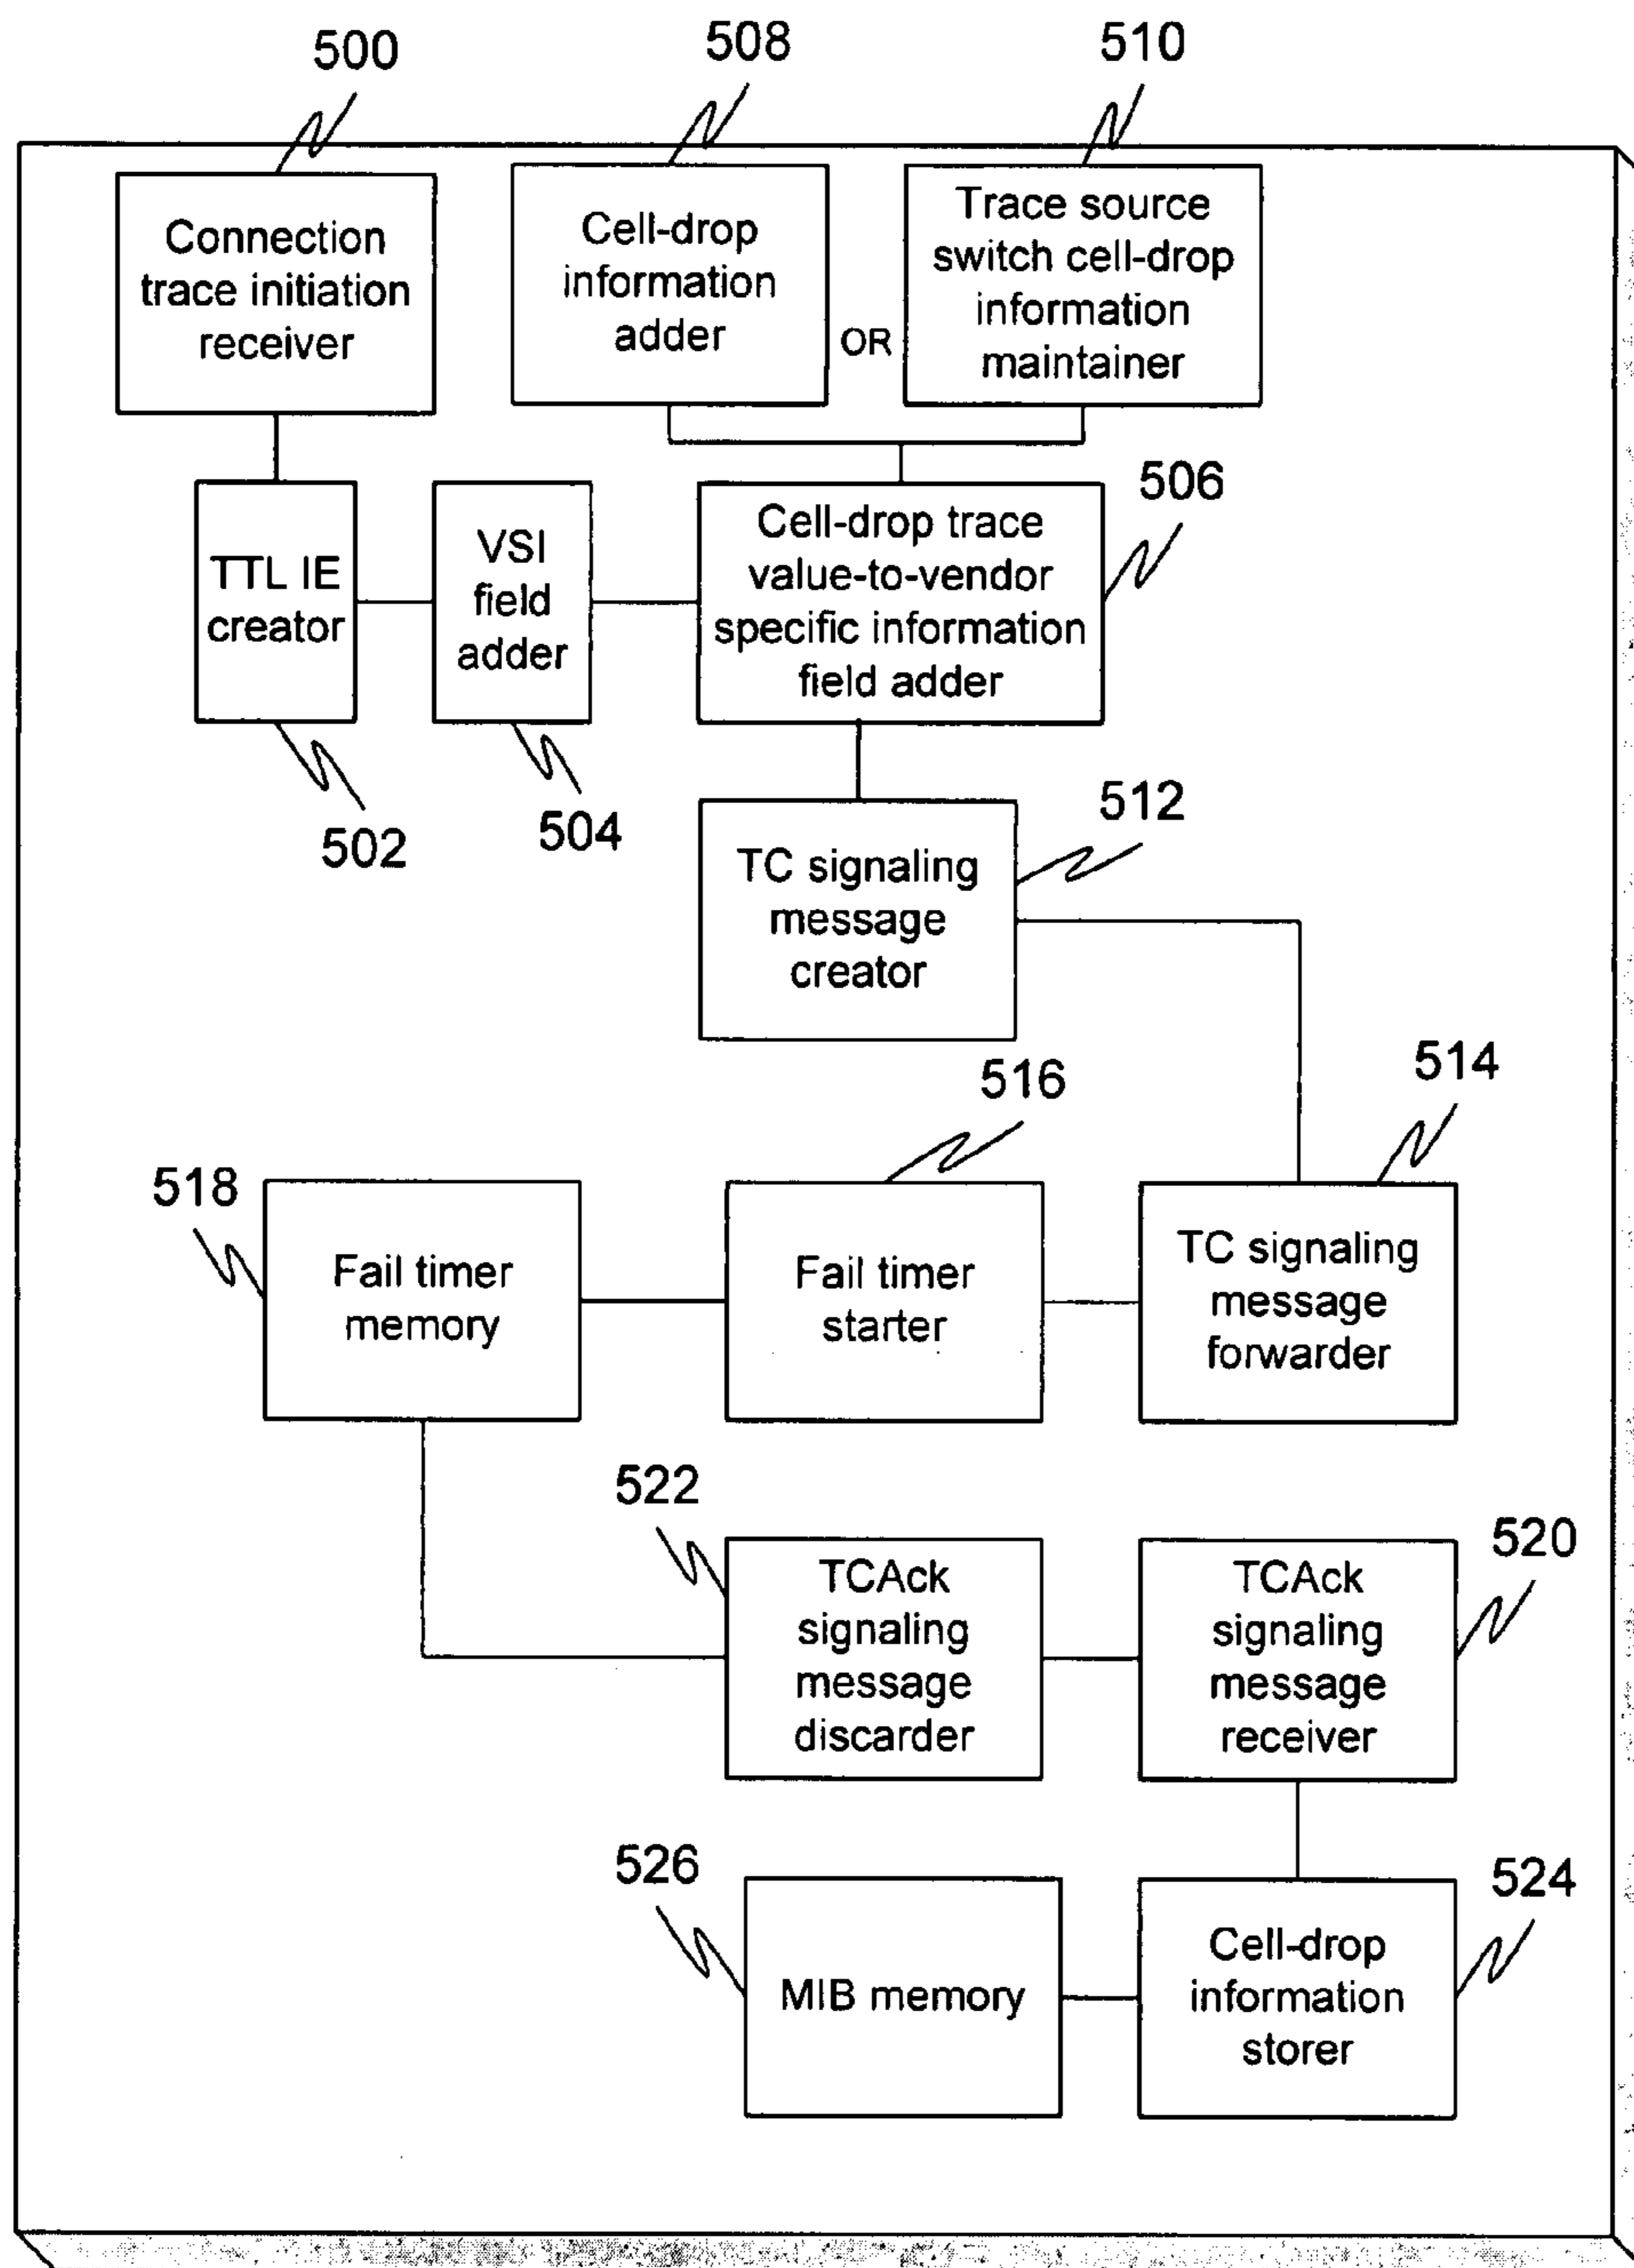 500
508
510
Connection
trace initiation
receiver
Cell-drop
information
adder
OR
Trace source
switch cell-drop
information
maintainer
506
TTL IE
creator
VSI
field
adder
Cell-drop trace
value-to-vendor
specific information
field adder
502
504
512
TC signaling
message
creator
516
514
518
Fail timer
memory
Fail timer
starter
TC signaling
message
forwarder
522
520
TCAck
signaling
message
discarder
TCAck
signaling
message
receiver
526
524
MIB memory
Cell-drop
information
storer